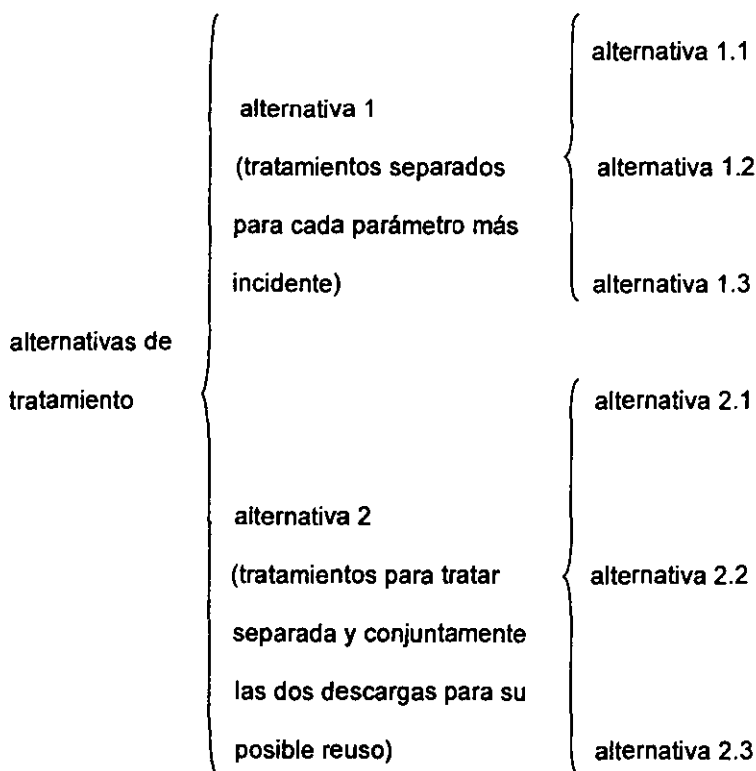 alternativas de
tratamiento
alternativa 1
(tratamientos separados
para cada parámetro más
incidente)
alternativa 1.1
alternativa 1.2
alternativa 1.3
alternativa 2
(tratamientos para tratar
separada y conjuntamente
las dos descargas para su
posible reuso)
alternativa 2.1
alternativa 2.2
alternativa 2.3